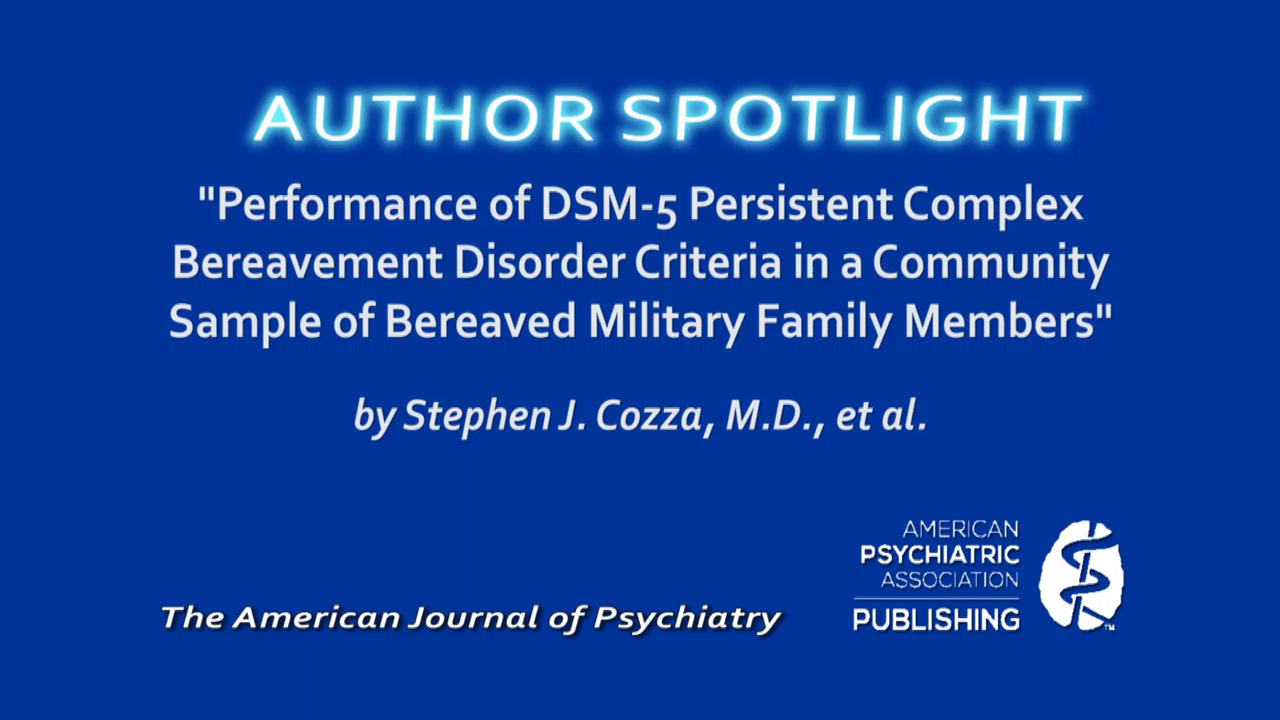 AUTHOR SPOTLIGHT
"Performance of DSM-5 Persistent Complex
Bereavement Disorder Criteria in a Community
Sample of Bereaved Military Family Members"
by Stephen J. Cozza, M.D., et al.
The American Journal of Psychiatry
AMERICAN
PSYCHIATRIC
ASSOCIATION
PUBLISHING
™